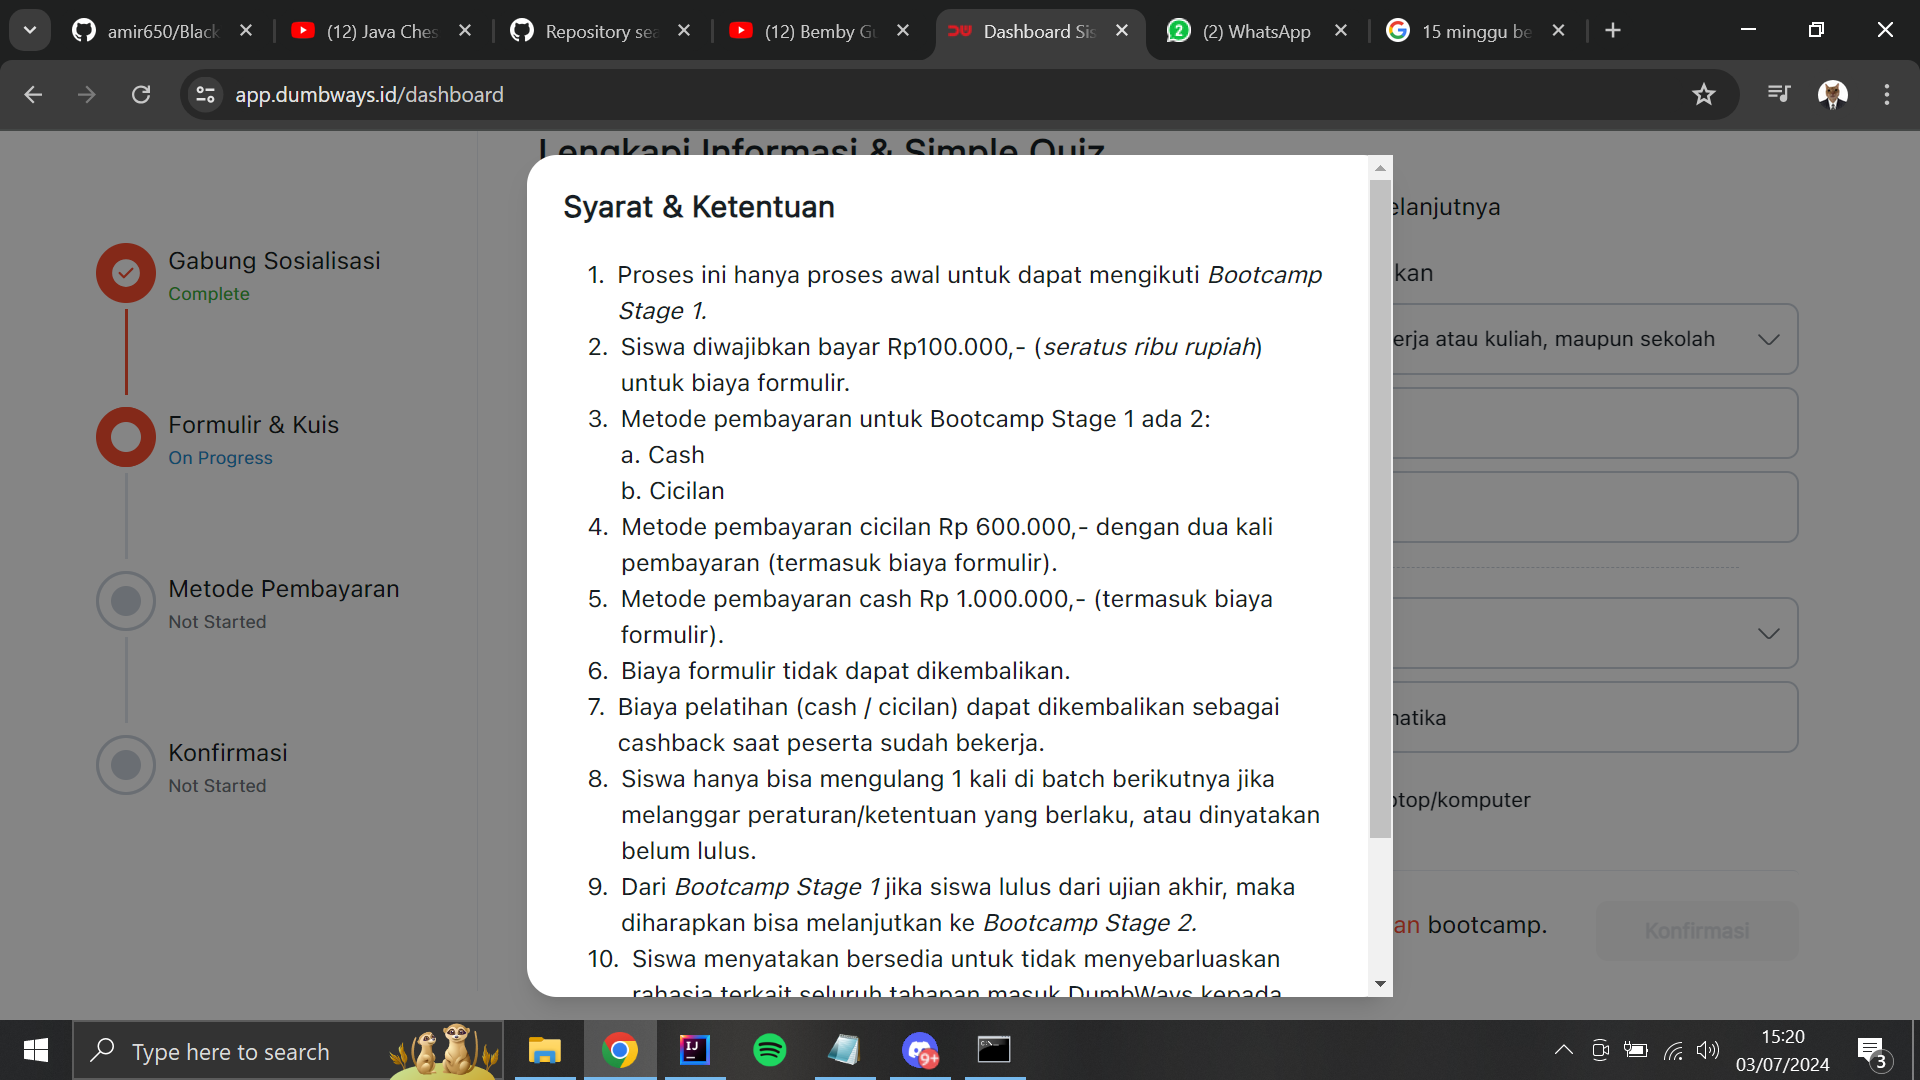 amir650/Black
(12) Java Ches
Repository sea
(12) Bemby Gu
Dashboard Sis
(2) WhatsApp
15 minggu be
app.dumbways.id/dashboard
Lengkapi Informasi & Simple Quiz
Gabung Sosialisasi
Complete
Formulir & Kuis
On Progress
Metode Pembayaran
Not Started
Konfirmasi
Not Started
Syarat & Ketentuan
1. Proses ini hanya proses awal untuk dapat mengikuti Bootcamp
Stage 1.
2. Siswa diwajibkan bayar Rp100.000,- (seratus ribu rupiah)
untuk biaya formulir.
3. Metode pembayaran untuk Bootcamp Stage 1 ada 2:
a. Cash
b. Cicilan
4. Metode pembayaran cicilan Rp 600.000,- dengan dua kali
pembayaran (termasuk biaya formulir).
5. Metode pembayaran cash Rp 1.000.000,- (termasuk biaya
formulir).
6. Biaya formulir tidak dapat dikembalikan.
7. Biaya pelatihan (cash / cicilan) dapat dikembalikan sebagai
cashback saat peserta sudah bekerja.
8. Siswa hanya bisa mengulang 1 kali di batch berikutnya jika
melanggar peraturan/ketentuan yang berlaku, atau dinyatakan
belum lulus.
9. Dari Bootcamp Stage 1 jika siswa lulus dari ujian akhir, maka
diharapkan bisa melanjutkan ke Bootcamp Stage 2.
10. Siswa menyatakan bersedia untuk tidak menyebarluaskan
rahasia terkait seluruh tahapan masuk DumbWays kepada
elanjutnya
kan
erja atau kuliah, maupun sekolah
natika
ptop/komputer
an bootcamp.
Konfirmasi
Type here to search
IJ
9+
15:20
03/07/2024
3